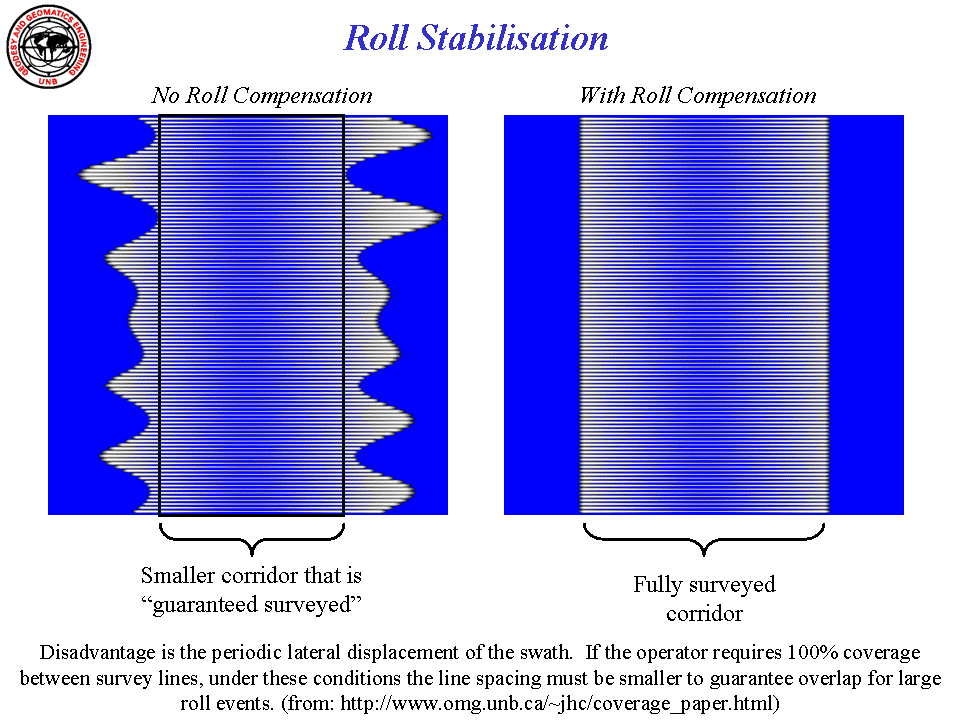 GEODESY AND GEOMATICS ENGINEERING
UNB
Roll Stabilisation
No Roll Compensation
With Roll Compensation
Smaller corridor that is
“guaranteed surveyed”
Fully surveyed
corridor
Disadvantage is the periodic lateral displacement of the swath.  If the operator requires 100% coverage
between survey lines, under these conditions the line spacing must be smaller to guarantee overlap for large
roll events. (from: http://www.omg.unb.ca/~jhc/coverage_paper.html)